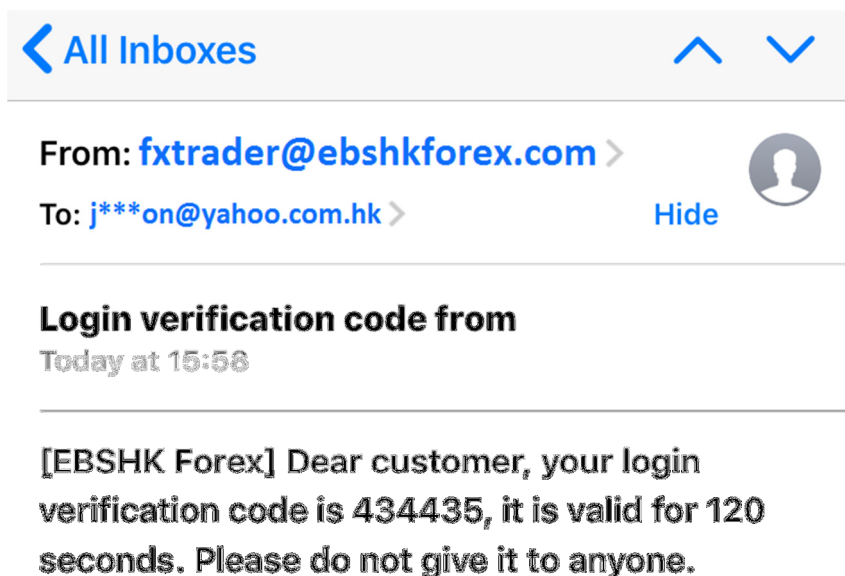 All Inboxes
From: fxtrader@ebshkforex.com
To: j***on@yahoo.com.hk
Hide
Login verification code from
Today at 15:58
[EBSHK Forex] Dear customer, your login
verification code is 434435, it is valid for 120
seconds. Please do not give it to anyone.